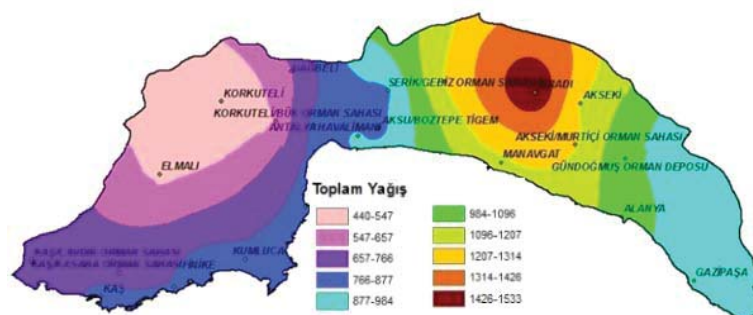 KORKUTELİ
SERİK/GEBİZ ORMAN
AKSEKİ
KORKUTELİ/BÜK ORMAN SAHASI
ANTALYA HAVALİMANI
AKSU/BOZTEPE TİGEM
AKSEKİ/MURTİÇİ ORMAN SAHASI
MANAVGAT
GÜNDOĞMUŞ ORMAN DEPOSU
ELMALI
ALANYA
KUMLUCA
KAŞ
GAZİPAŞA
Toplam Yağış
440-547
547-657
657-766
766-877
877-984
984-1096
1096-1207
1207-1314
1314-1426
1426-1533